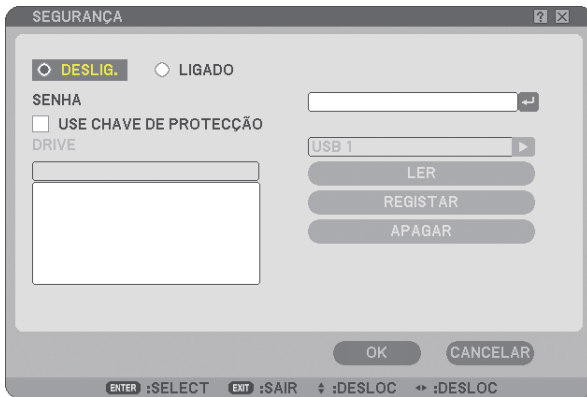 SEGURANÇA
DESLIG. LIGADO
SENHA
USE CHAVE DE PROTECÇÃO
DRIVE USB 1
LER
REGISTAR
APAGAR
OK CANCELAR
ENTER :SELECT EXIT :SAIR :DESLOC :DESLOC